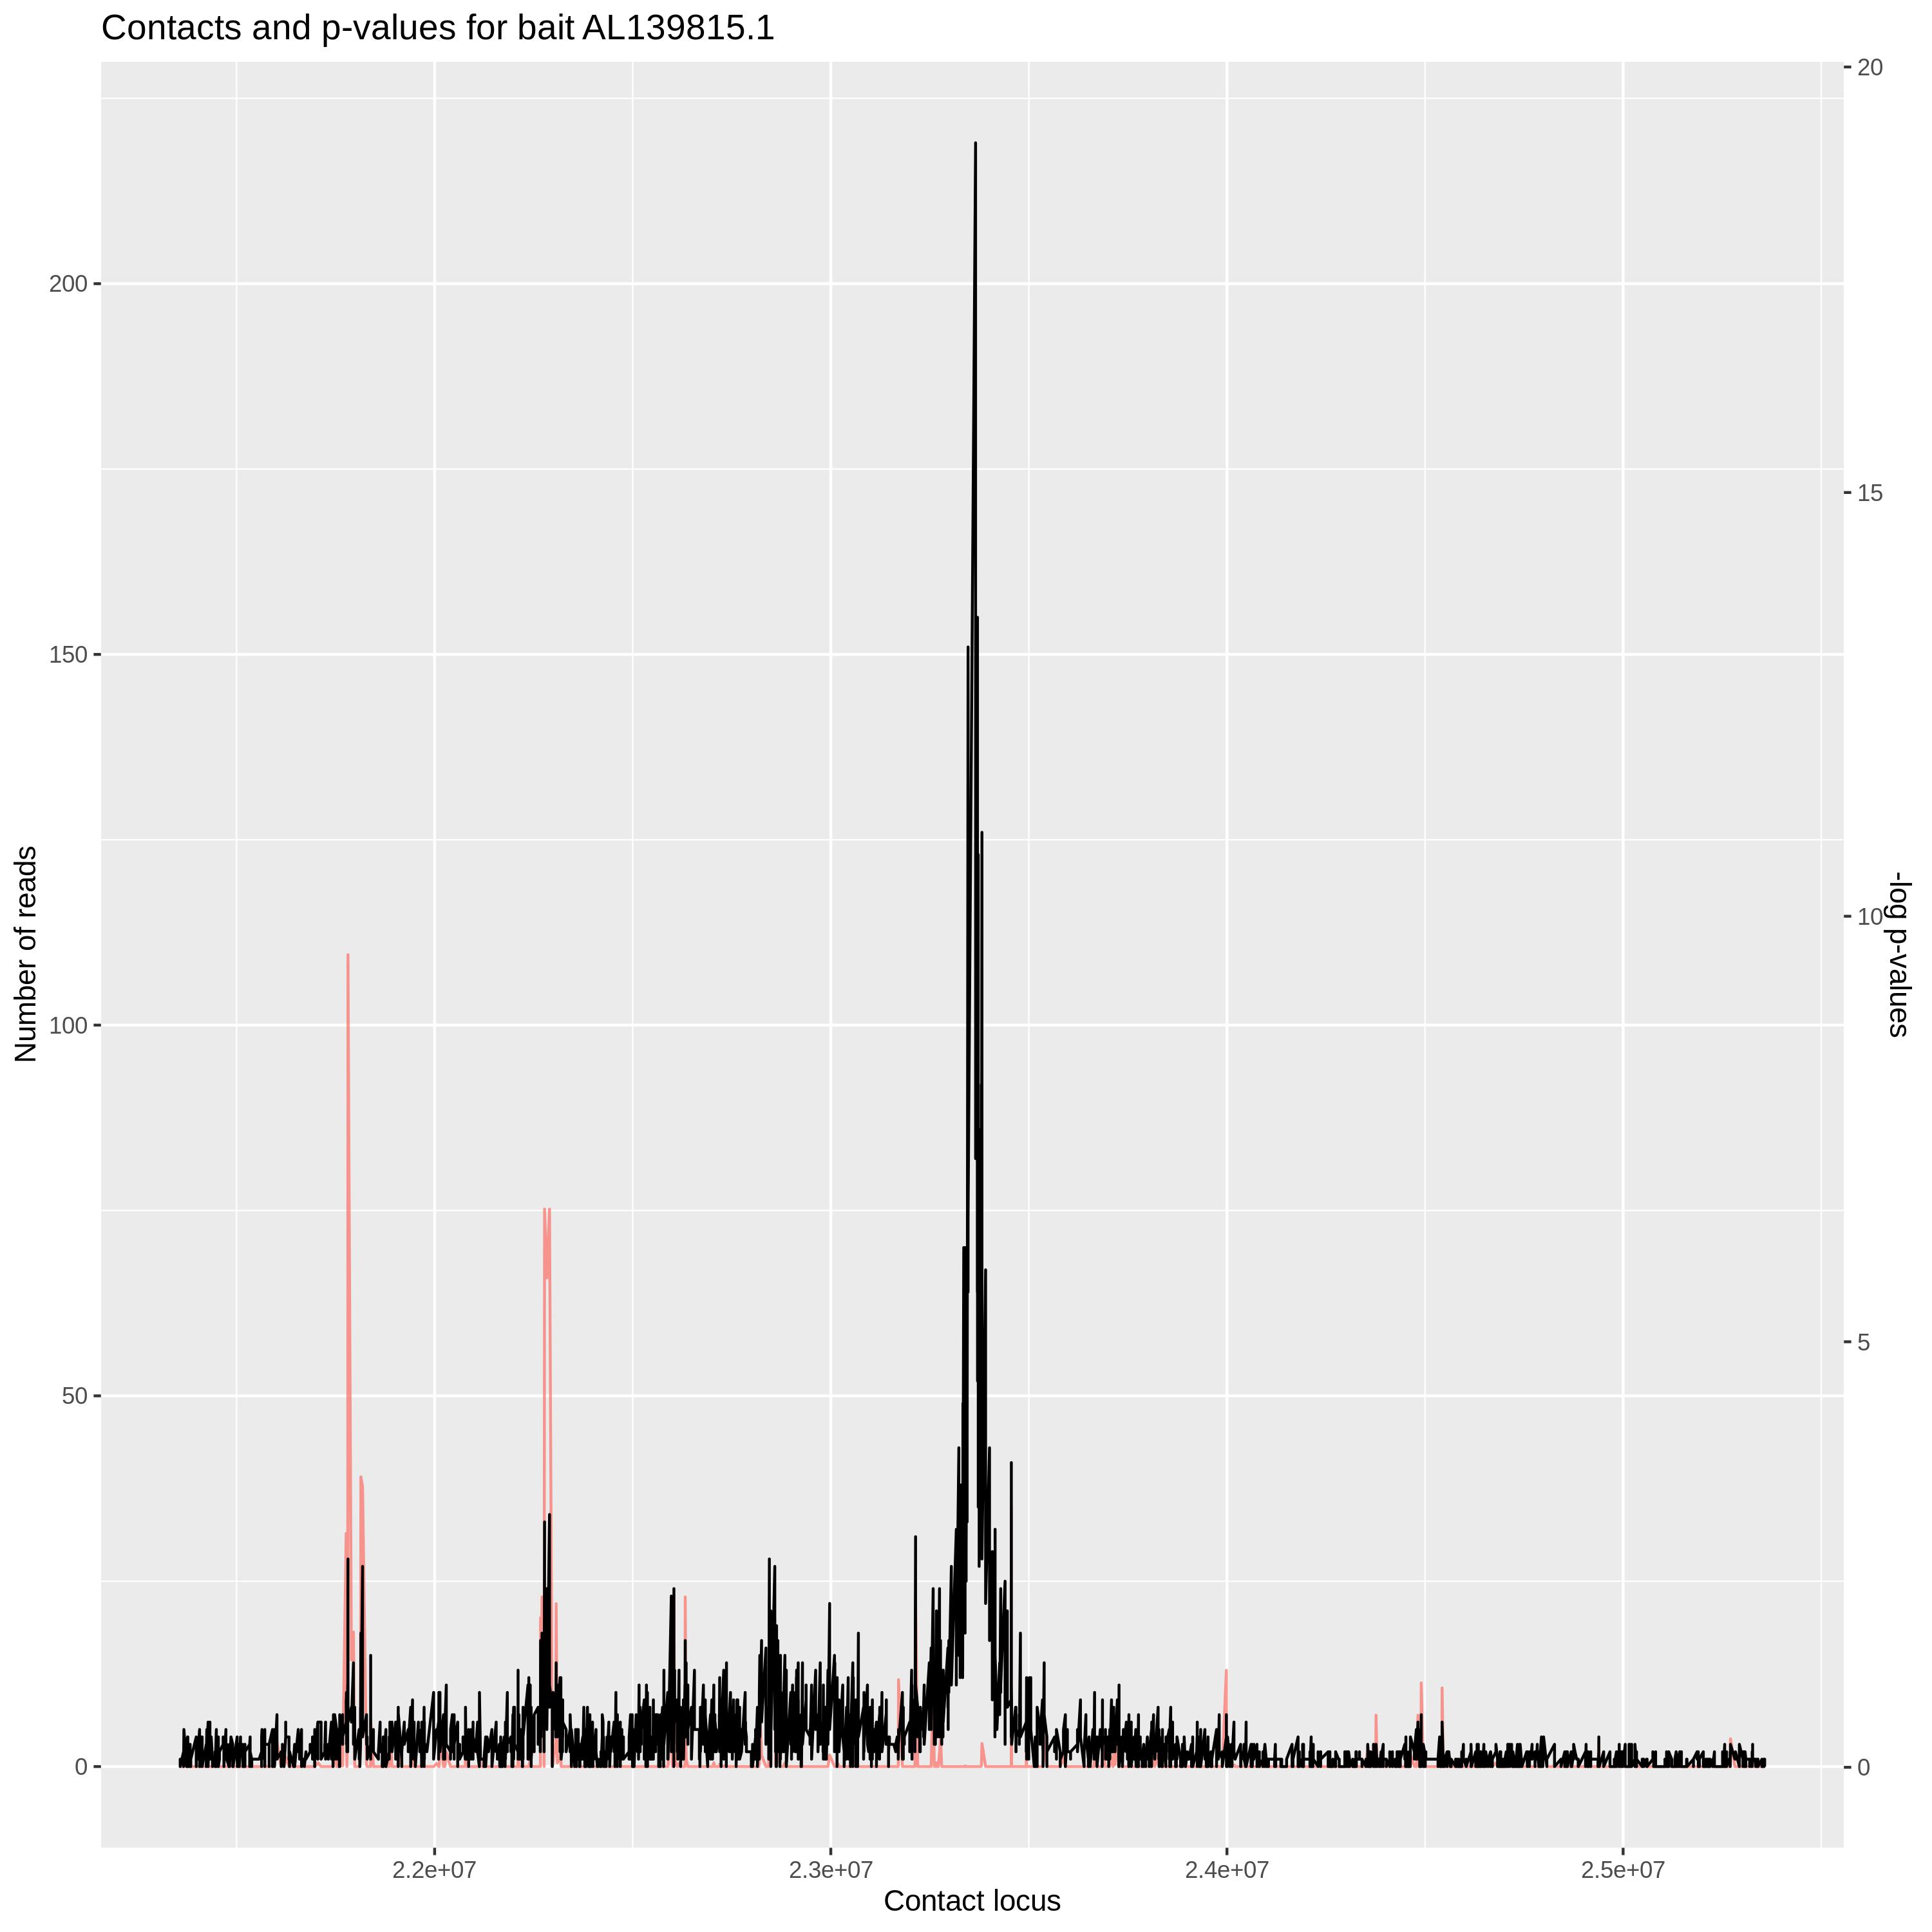 Contacts and p-values for bait AL139815.1
20
200
15
150
Number of reads
-log p-values
10
100
5
50
0
0
2.2e+07
2.3e+07
2.4e+07
2.5e+07
Contact locus